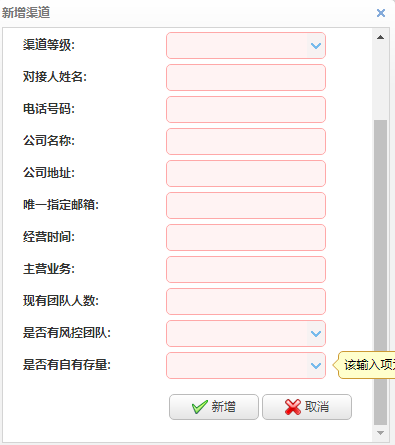 新增渠道
渠道等级:
对接人姓名:
电话号码:
公司名称:
公司地址:
唯一指定邮箱:
经营时间:
主营业务:
现有团队人数:
是否有风控团队:
是否有自有存量:
该输入项
新增 取消